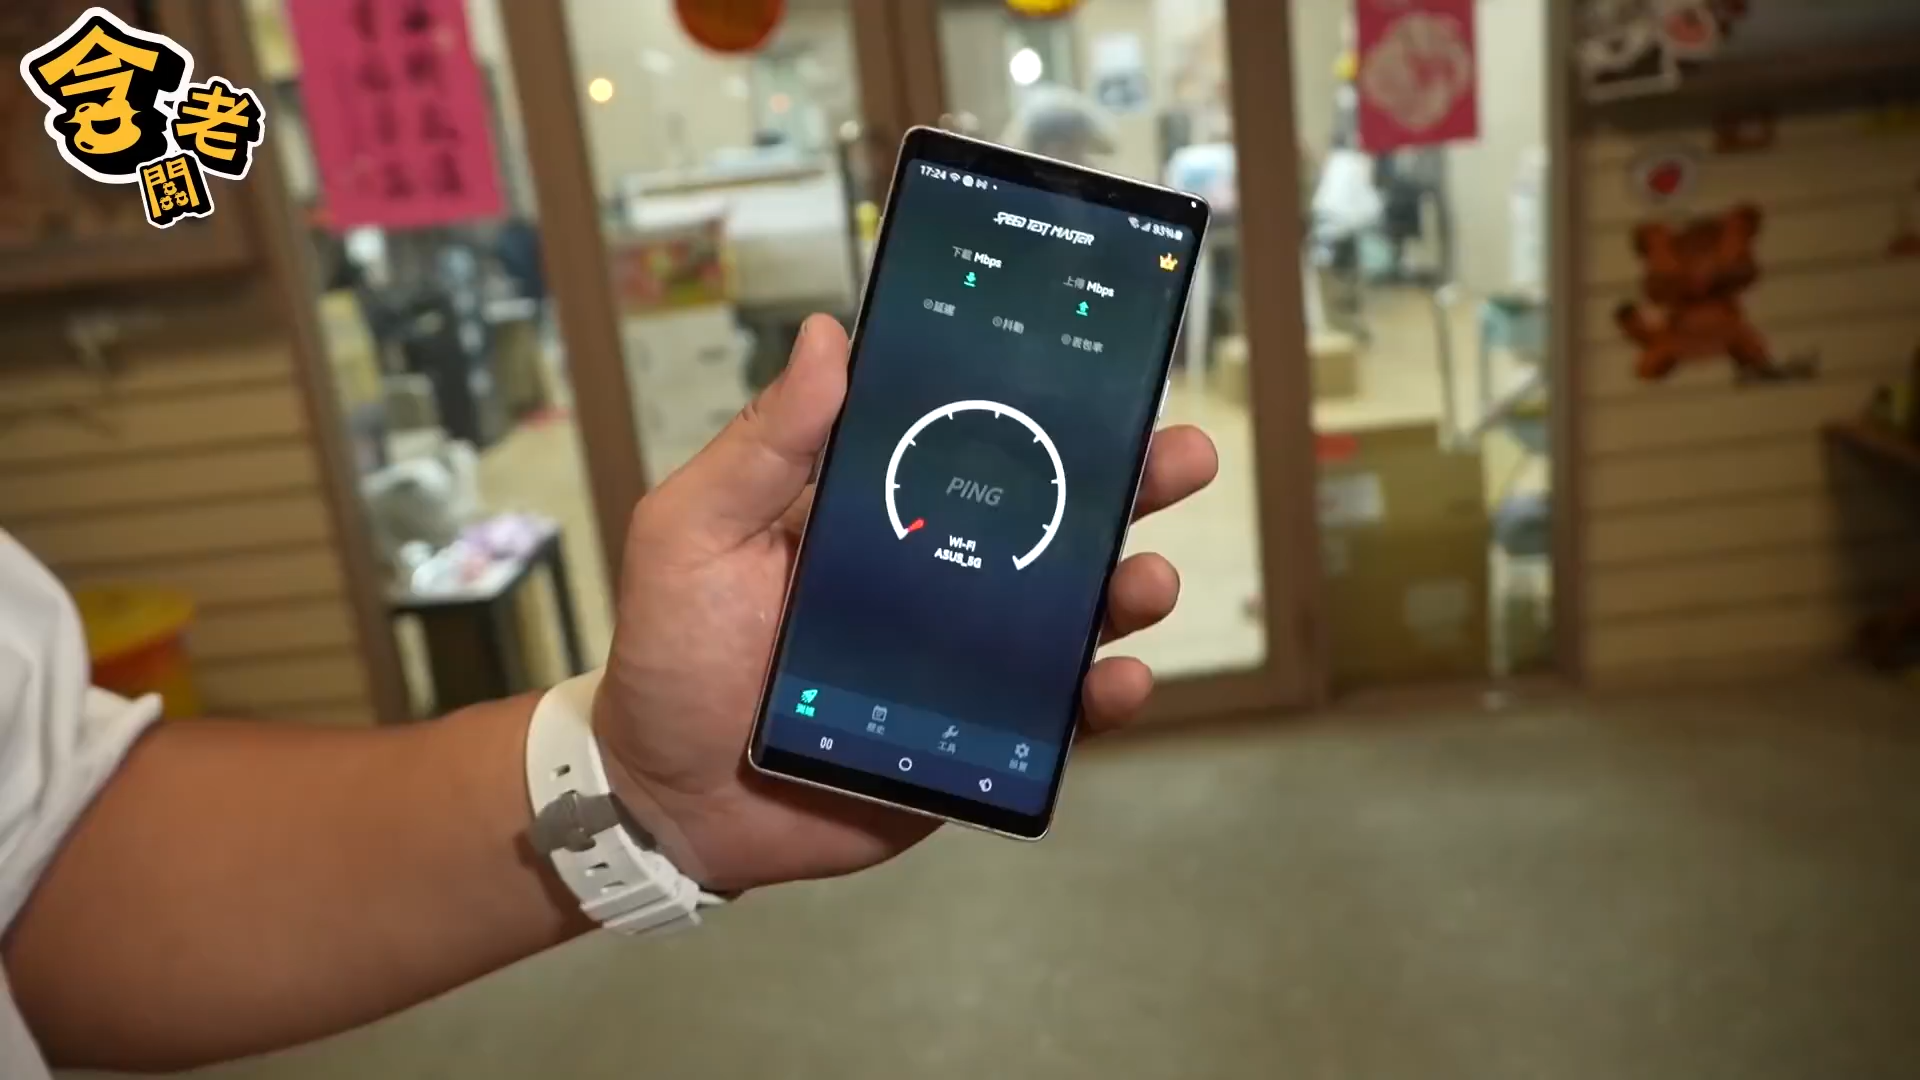 含老闆
17:24
93%
SPEED TEST MASTER
下載 Mbps
上傳 Mbps
延遲
抖動
丟包率
PING
Wi-Fi
ASUS_5G
測速
歷史
工具
設置